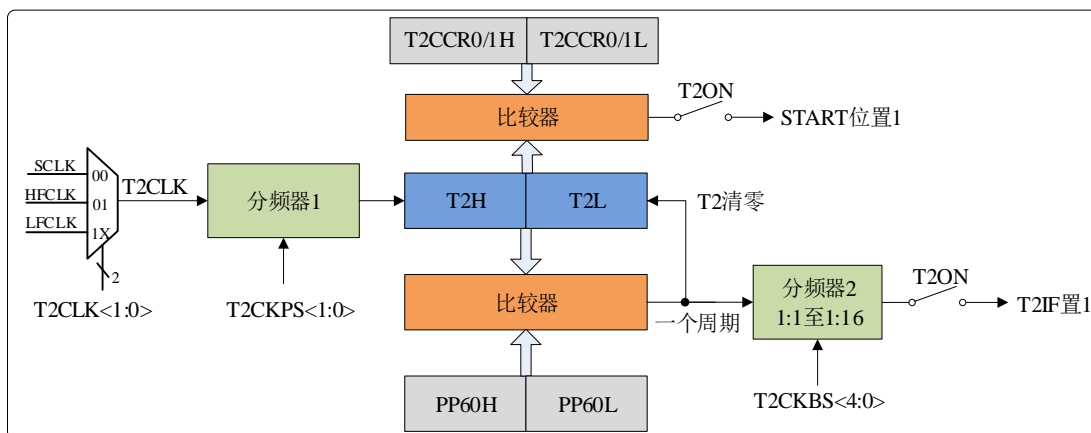 T2CCR0/1H T2CCR0/1L
T2ON
比较器
START位置1
SCLK
00
T2CLK
HFCLK
01
LFCLK
1X
分频器1
T2H T2L
T2清零
2
T2CLK<1:0>
T2CKPS<1:0>
比较器
一个周期
分频器2
1:1至1:16
T2ON
T2IF置1
T2CKBS<4:0>
PP60H PP60L